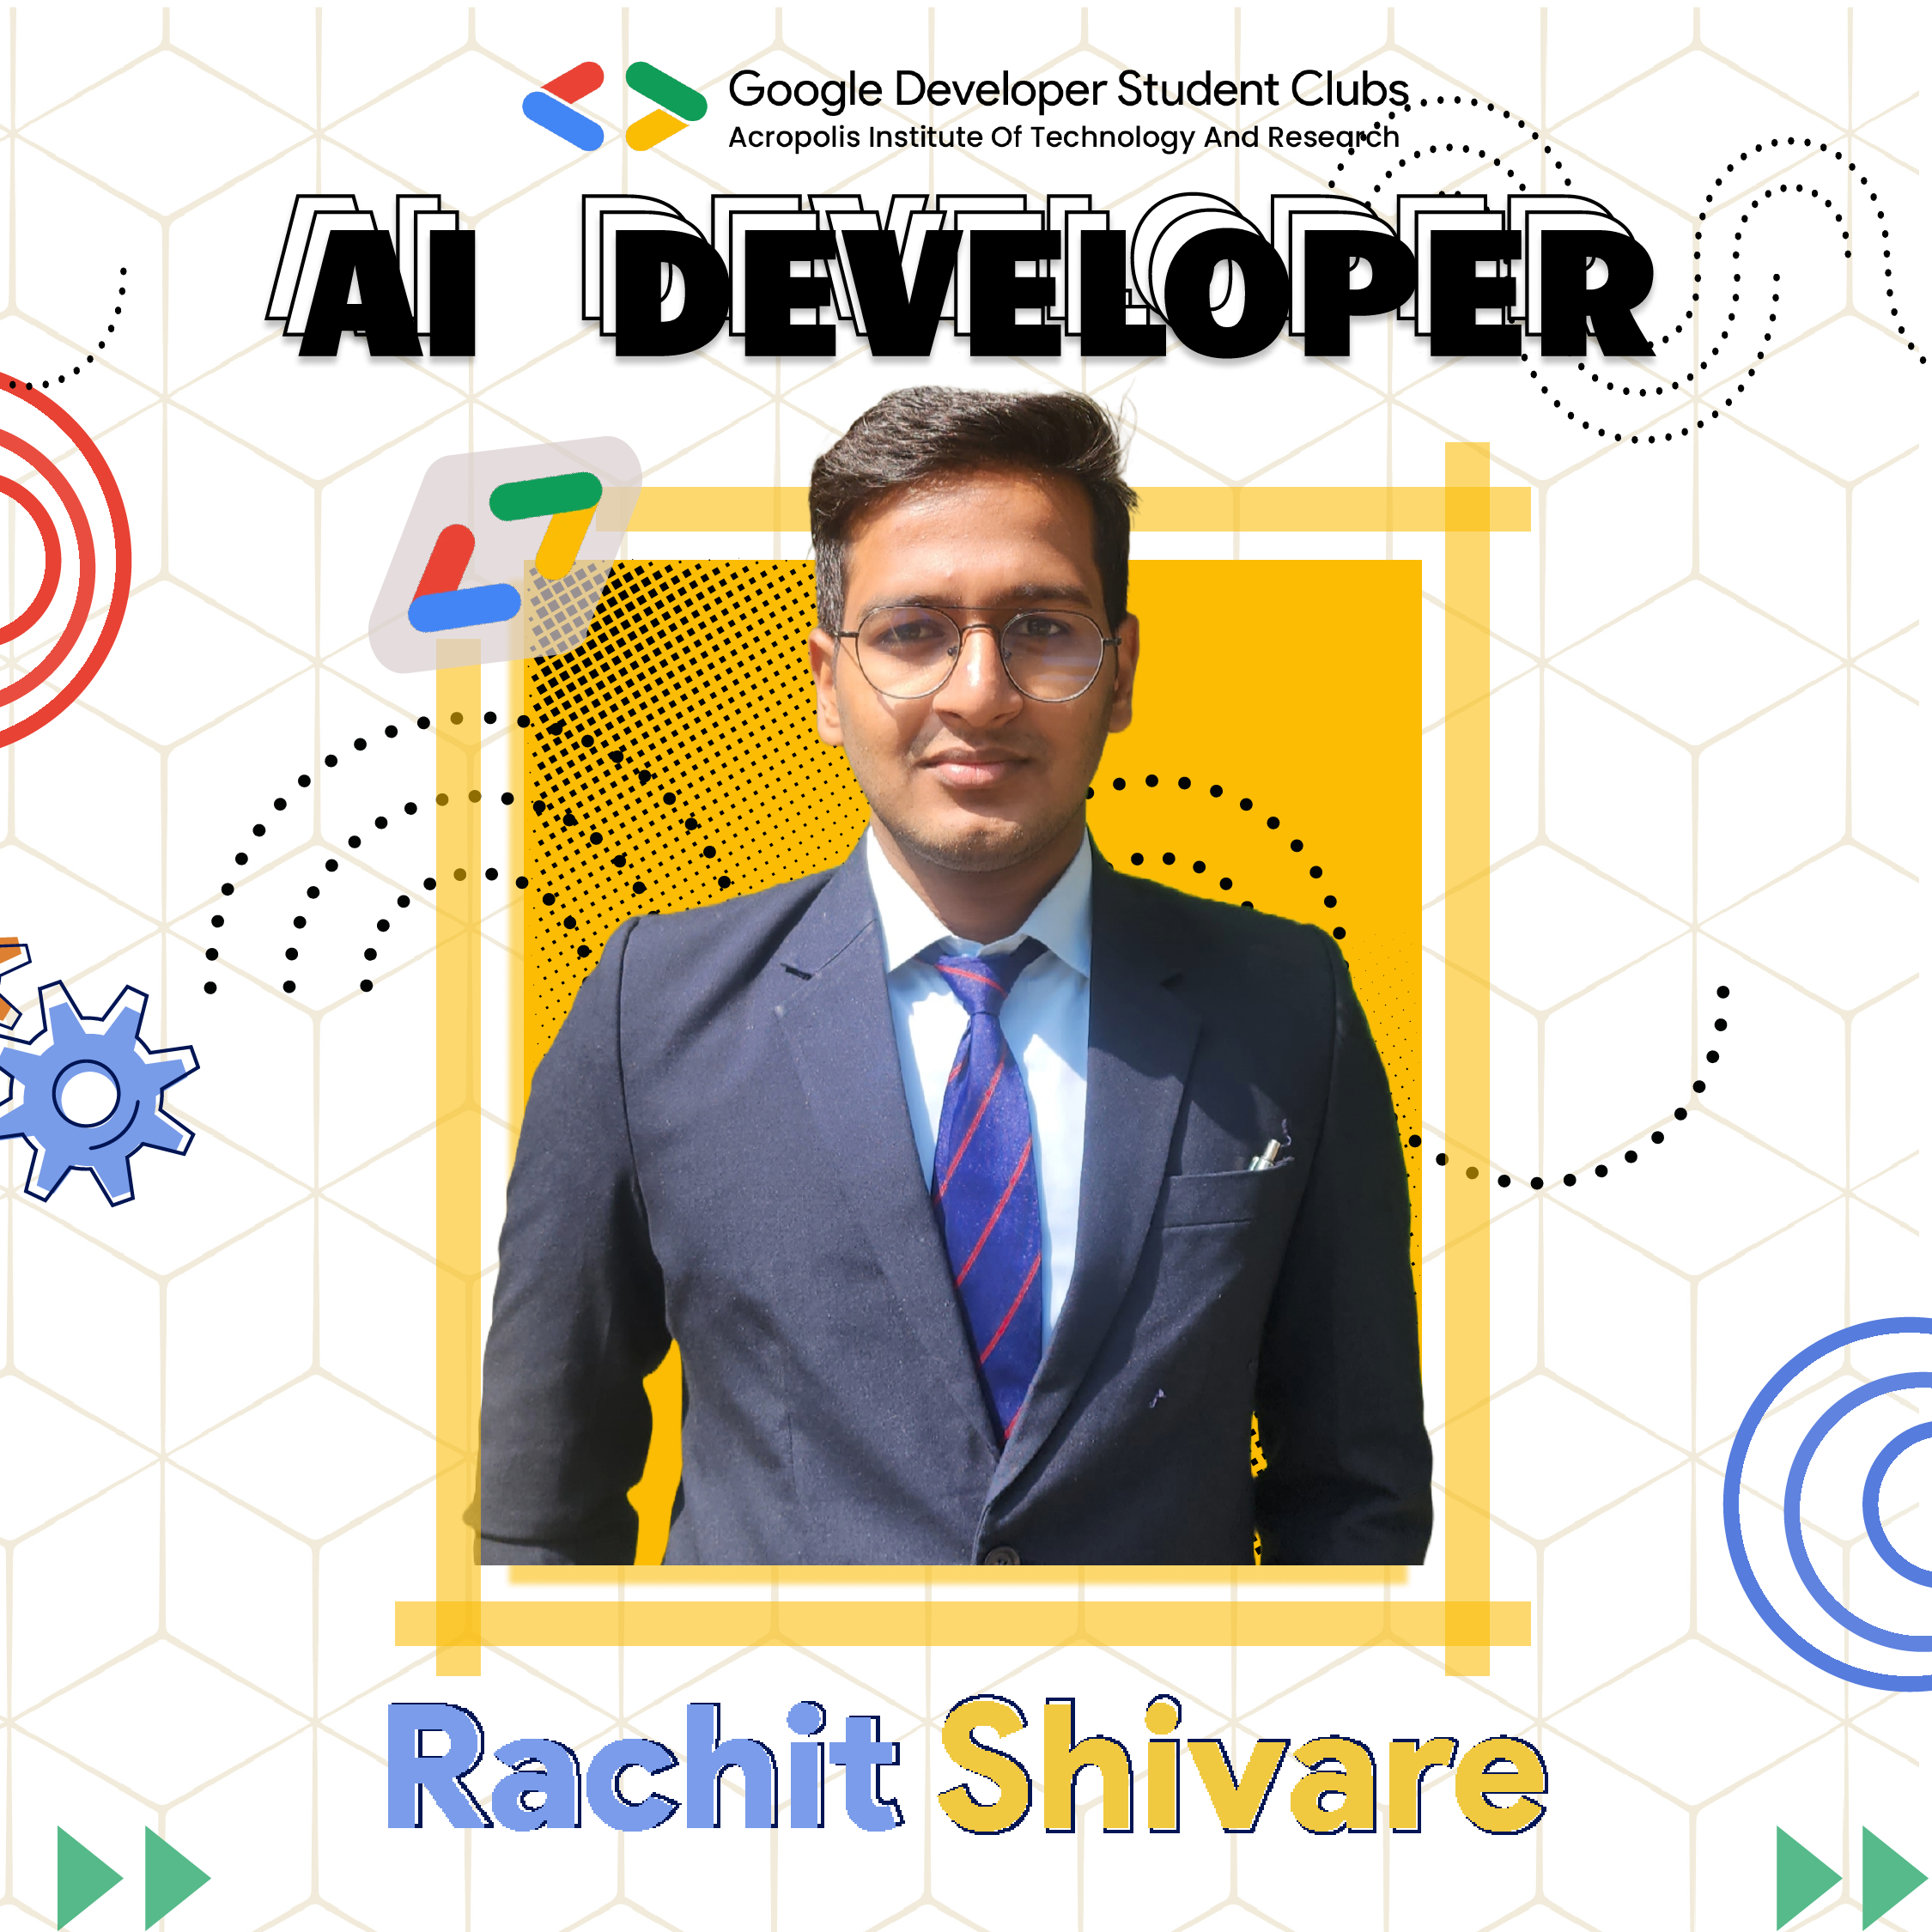 Google Developer Student Clubs
Acropolis Institute Of Technology And Research
AI DEVELOPER
Rachit Shivare